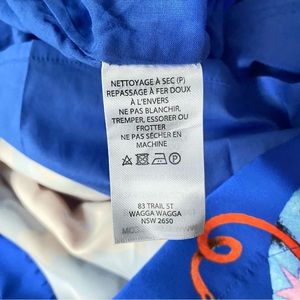 NETTOYAGE À SEC (P)
REPASSAGE À FER DOUX
À L'ENVERS
NE PAS BLANCHIR,
TREMPER, ESSORER OU
FROTTER
NE PAS SÉCHER EN
MACHINE
P
83 TRAIL ST
WAGGA WAGGA
NSW 2650